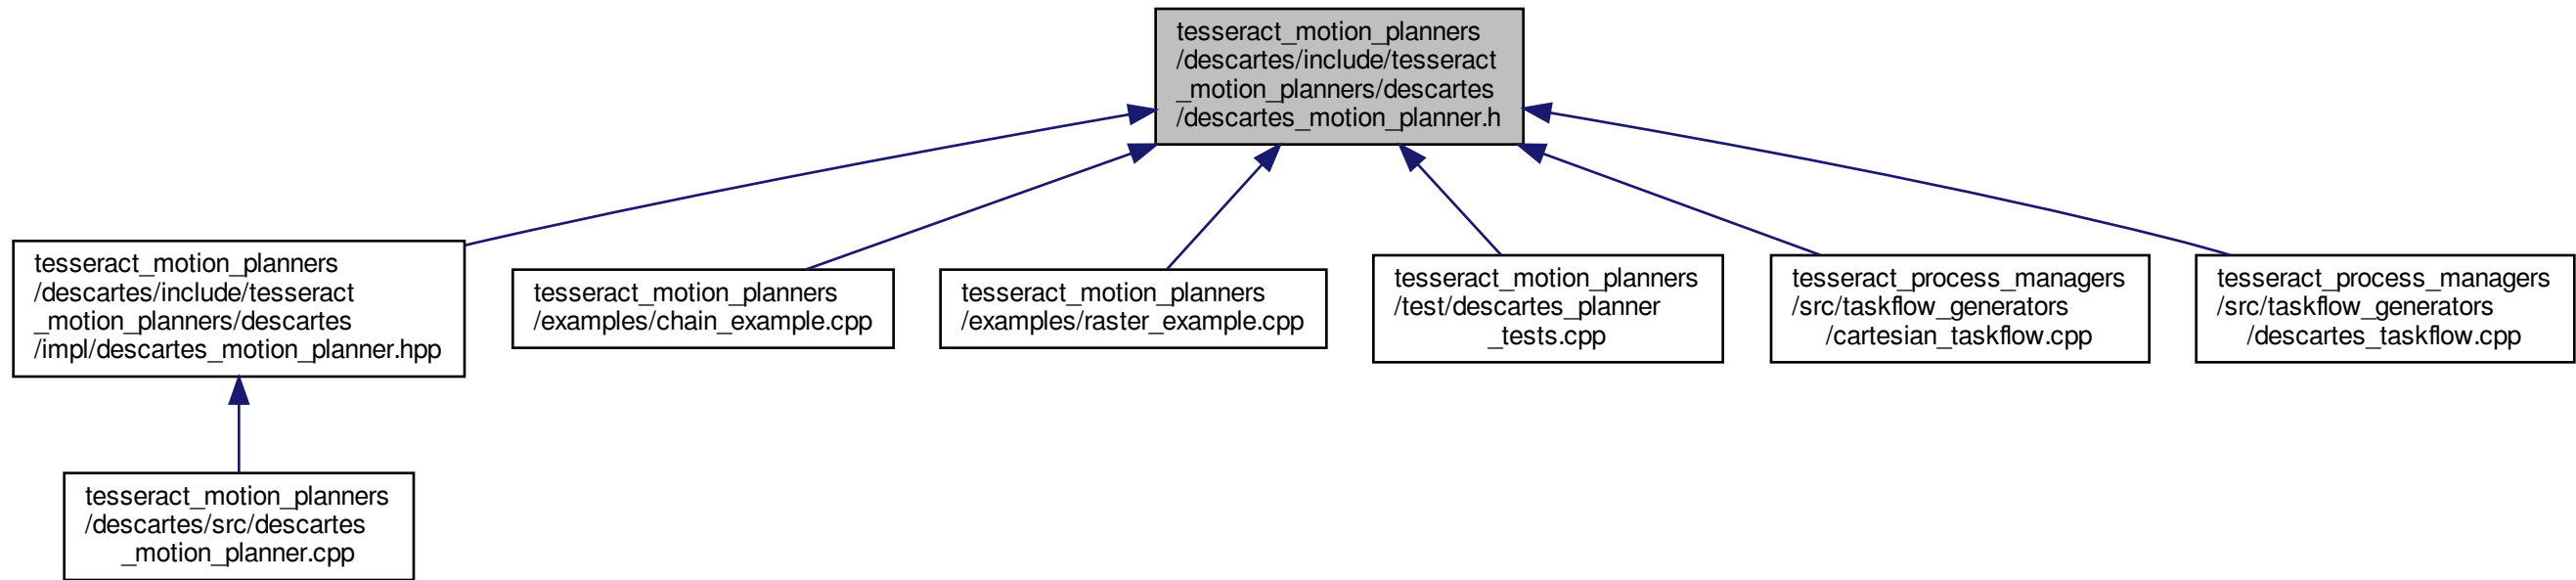 tesseract_motion_planners
/descartes/include/tesseract
_motion_planners/descartes
/descartes_motion_planner.h
tesseract_motion_planners
/descartes/include/tesseract
_motion_planners/descartes
/impl/descartes_motion_planner.hpp
tesseract_motion_planners
/examples/chain_example.cpp
tesseract_motion_planners
/examples/raster_example.cpp
tesseract_motion_planners
/test/descartes_planner
_tests.cpp
tesseract_process_managers
/src/taskflow_generators
/cartesian_taskflow.cpp
tesseract_process_managers
/src/taskflow_generators
/descartes_taskflow.cpp
tesseract_motion_planners
/descartes/src/descartes
_motion_planner.cpp